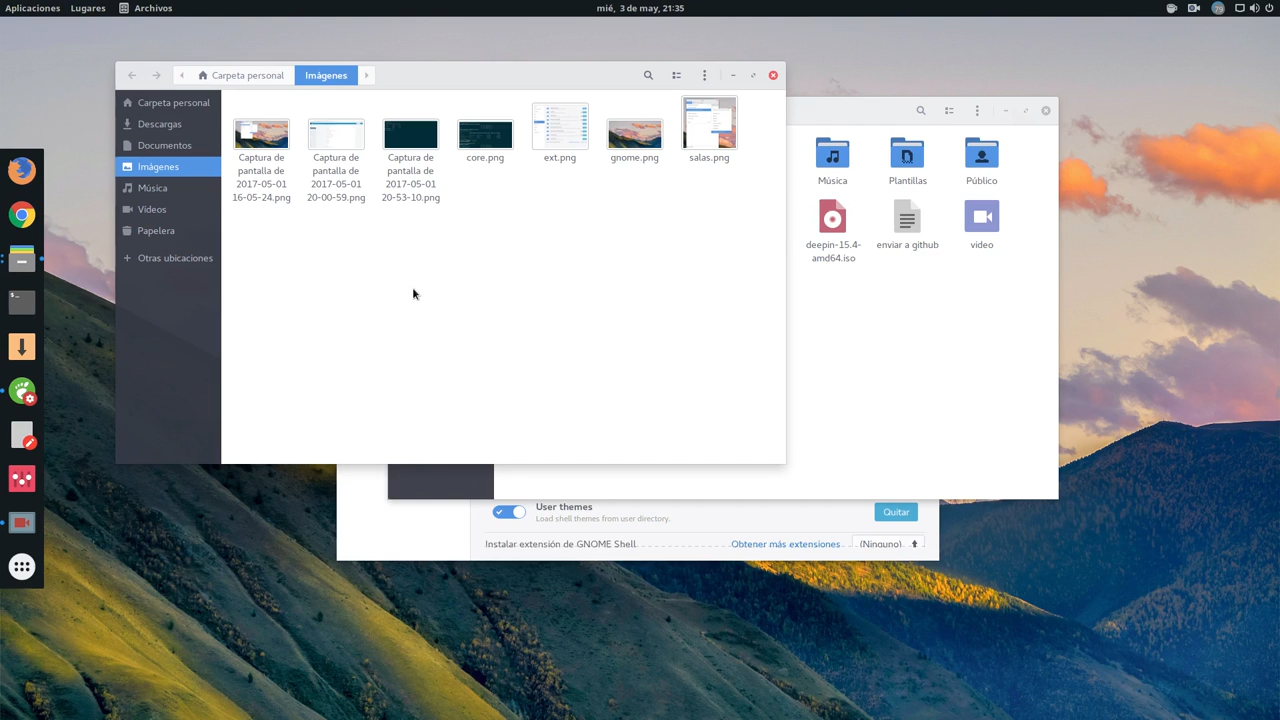 Aplicaciones Lugares Archivos mié, 3 de may, 21:35 79
Carpeta personal Imágenes
Carpeta personal
Descargas
Documentos
Imágenes
Música
Vídeos
Papelera
Otras ubicaciones
Captura de
pantalla de
2017-05-01
16-05-24.png
Captura de
pantalla de
2017-05-01
20-00-59.png
Captura de
pantalla de
2017-05-01
20-53-10.png
core.png
ext.png
gnome.png
salas.png
Música
Plantillas
Público
deepin-15.4-
amd64.iso
enviar a github
video
User themes
Load shell themes from user directory.
Quitar
Instalar extensión de GNOME Shell
Obtener más extensiones
(Ninguno)